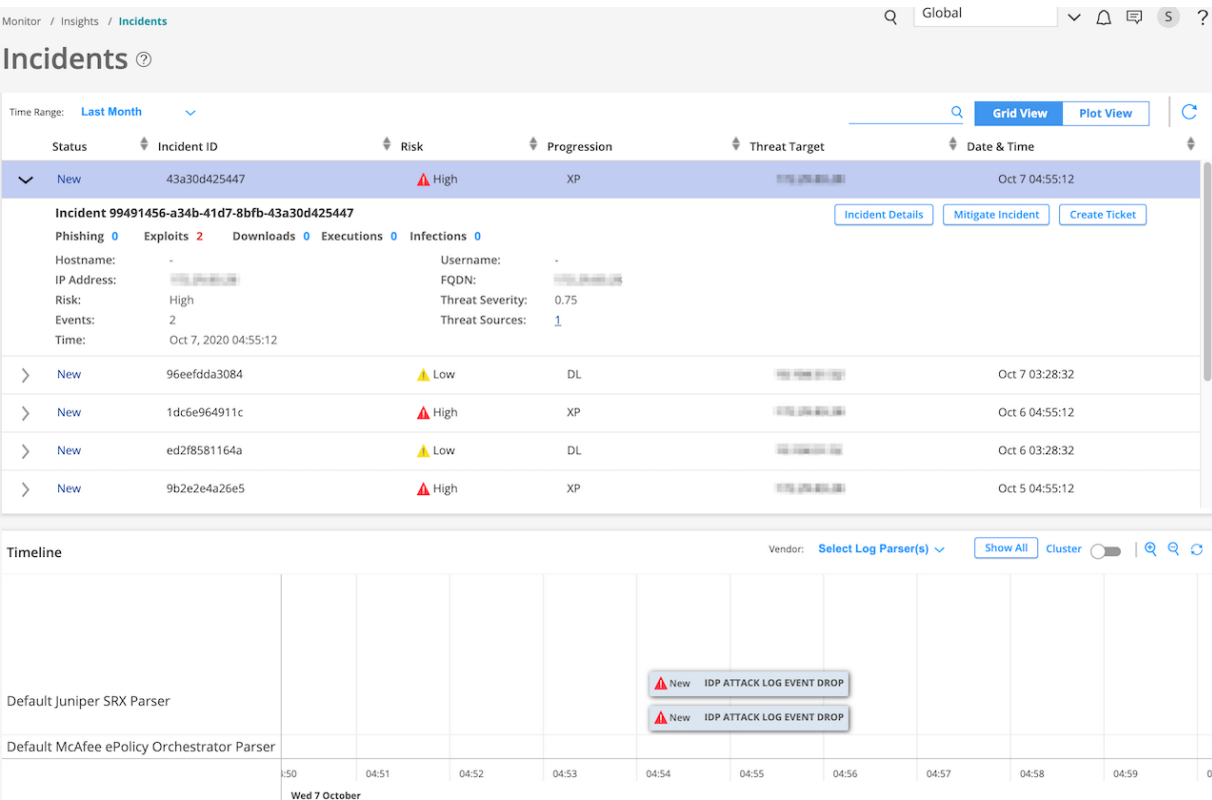 Monitor / Insights / Incidents Global S ?
Incidents ?
Time Range: Last Month Grid View Plot View
Status Incident ID Risk Progression Threat Target Date & Time
New 43a30d425447 High XP Oct 7 04:55:12
Incident 99491456-a34b-41d7-8bfb-43a30d425447 Incident Details Mitigate Incident Create Ticket
Phishing 0 Exploits 2 Downloads 0 Executions 0 Infections 0
Hostname: - Username: -
IP Address: FQDN:
Risk: High Threat Severity: 0.75
Events: 2 Threat Sources: 1
Time: Oct 7, 2020 04:55:12
New 96eefdda3084 Low DL Oct 7 03:28:32
New 1dc6e964911c High XP Oct 6 04:55:12
New ed2f8581164a Low DL Oct 6 03:28:32
New 9b2e2e4a26e5 High XP Oct 5 04:55:12
Timeline Vendor: Select Log Parser(s) Show All Cluster
New IDP ATTACK LOG EVENT DROP
Default Juniper SRX Parser
New IDP ATTACK LOG EVENT DROP
Default McAfee ePolicy Orchestrator Parser
:50 04:51 04:52 04:53 04:54 04:55 04:56 04:57 04:58 04:59 0
Wed 7 October